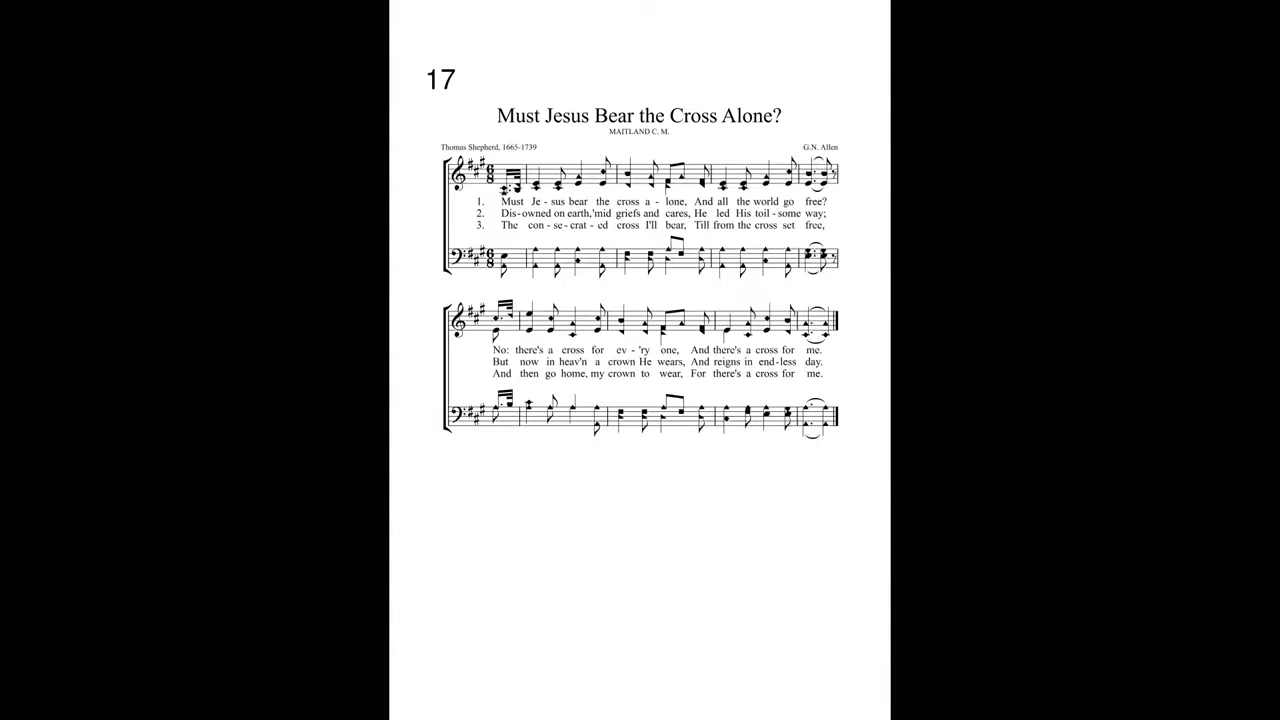 17
Must Jesus Bear the Cross Alone?
MAITLAND C. M.
Thomas Shepherd, 1665-1739 G.N. Allen
6 8
1. Must Je - sus bear the cross a - lone, And all the world go free?
2. Dis - owned on earth, 'mid griefs and cares, He led His toil - some way;
3. The con - se - crat - ed cross I'll bear, Till from the cross set free,
6 8
No: there's a cross for ev - 'ry one, And there's a cross for me.
But now in heav'n a crown He wears, And reigns in end - less day.
And then go home, my crown to wear, For there's a cross for me.